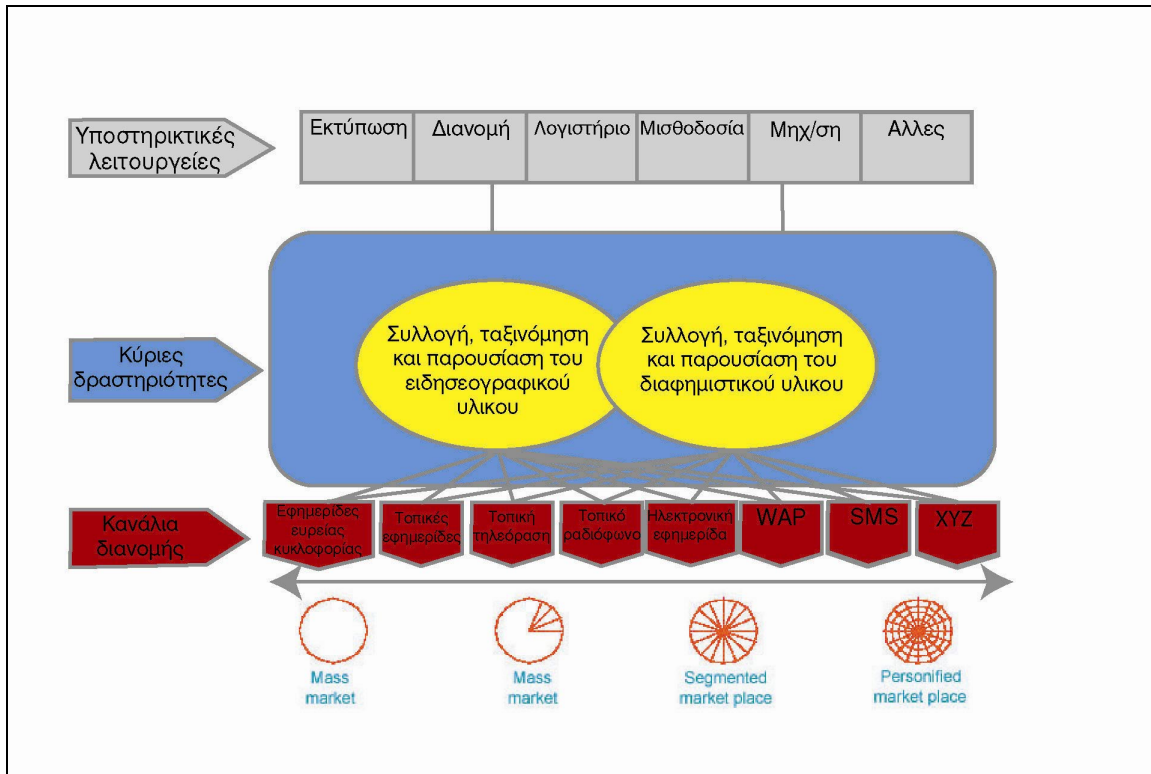 Υποστηρικτικές
λειτουργείες
Εκτύπωση
Διανομή
Λογιστήριο
Μισθοδοσία
Μηχ/ση
Αλλες
Κύριες
δραστηριότητες
Συλλογή, ταξινόμηση
και παρουσίαση του
ειδησεογραφικού
υλικου
Συλλογή, ταξινόμηση
και παρουσίαση του
διαφημιστικού υλικου
Κανάλια
διανομής
Εφημερίδες
ευρείας
κυκλοφορίας
Τοπικές
εφημερίδες
Τοπική
τηλεόραση
Τοπικό
ραδιόφωνο
Ηλεκτρονική
εφημερίδα
WAP
SMS
XYZ
Mass
market
Mass
market
Segmented
market place
Personified
market place